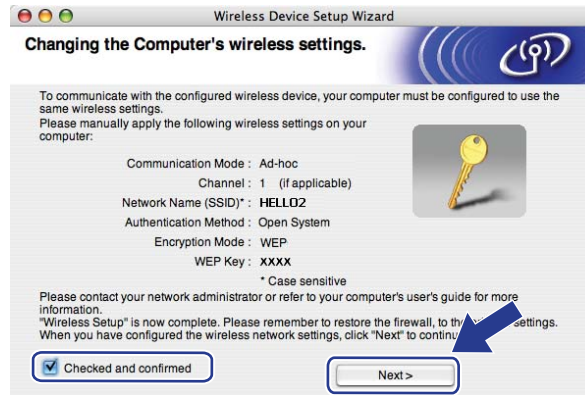 Wireless Device Setup Wizard
Changing the Computer's wireless settings.
To communicate with the configured wireless device, your computer must be configured to use the
same wireless settings.
Please manually apply the following wireless settings on your
computer:
Communication Mode : Ad-hoc
Channel : 1 (if applicable)
Network Name (SSID)* : HELLO2
Authentication Method : Open System
Encryption Mode : WEP
WEP Key : XXXX
* Case sensitive
Please contact your network administrator or refer to your computer's user's guide for more
information.
"Wireless Setup" is now complete. Please remember to restore the firewall, to the settings.
When you have configured the wireless network settings, click "Next" to
Checked and confirmed
Next >